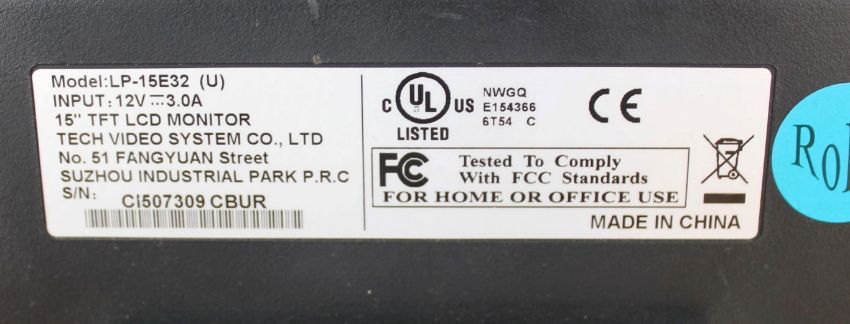 Model:LP-15E32 (U)
INPUT: 12V⎓3.0A
15" TFT LCD MONITOR
TECH VIDEO SYSTEM CO., LTD
No. 51 FANGYUAN Street
SUZHOU INDUSTRIAL PARK P.R.C
S/N:
CI507309 CBUR
C UL US
LISTED
NWGQ
E154366
6T54 C
CE
FC
Tested To Comply
With FCC Standards
FOR HOME OR OFFICE USE
MADE IN CHINA